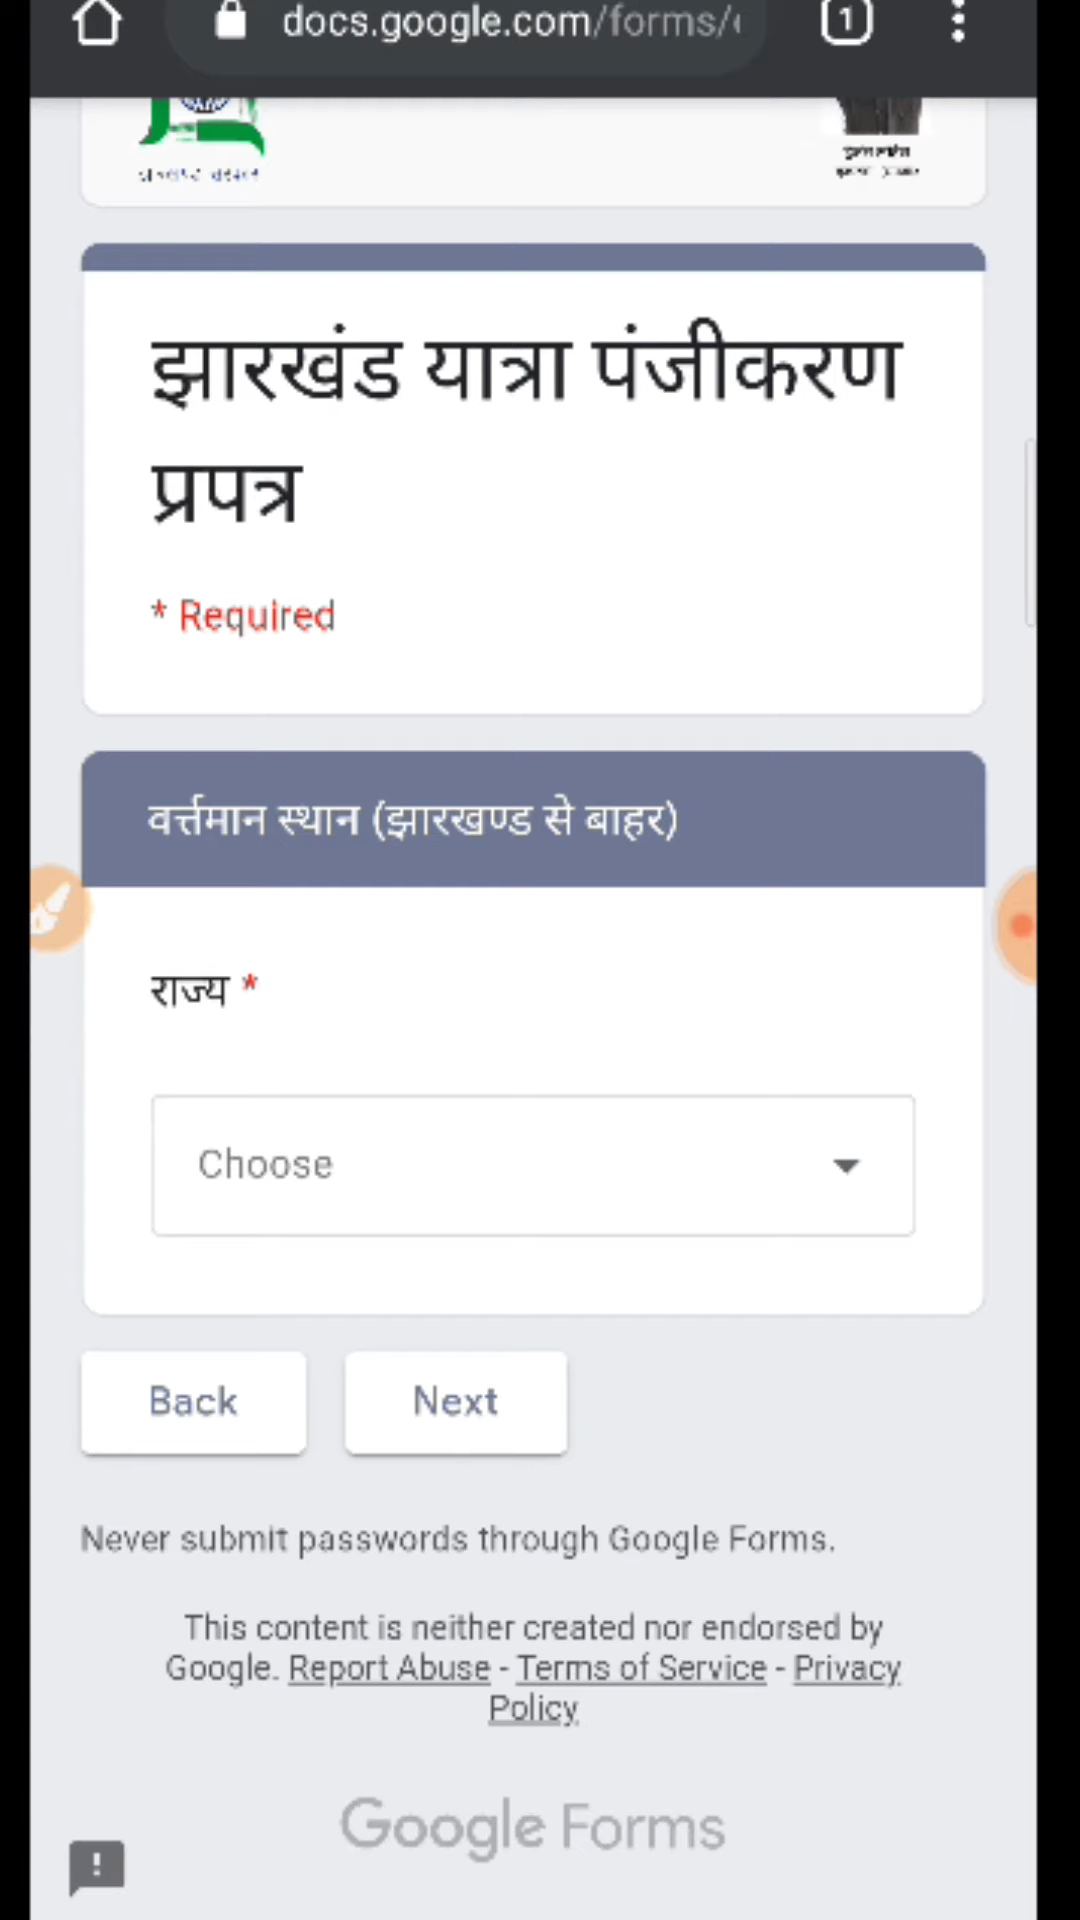 docs.google.com/forms/
1
झारखंड यात्रा पंजीकरण
प्रपत्र
* Required
वर्त्तमान स्थान (झारखण्ड से बाहर)
राज्य *
Choose
Back
Next
Never submit passwords through Google Forms.
This content is neither created nor endorsed by
Google. Report Abuse - Terms of Service - Privacy
Policy
Google Forms